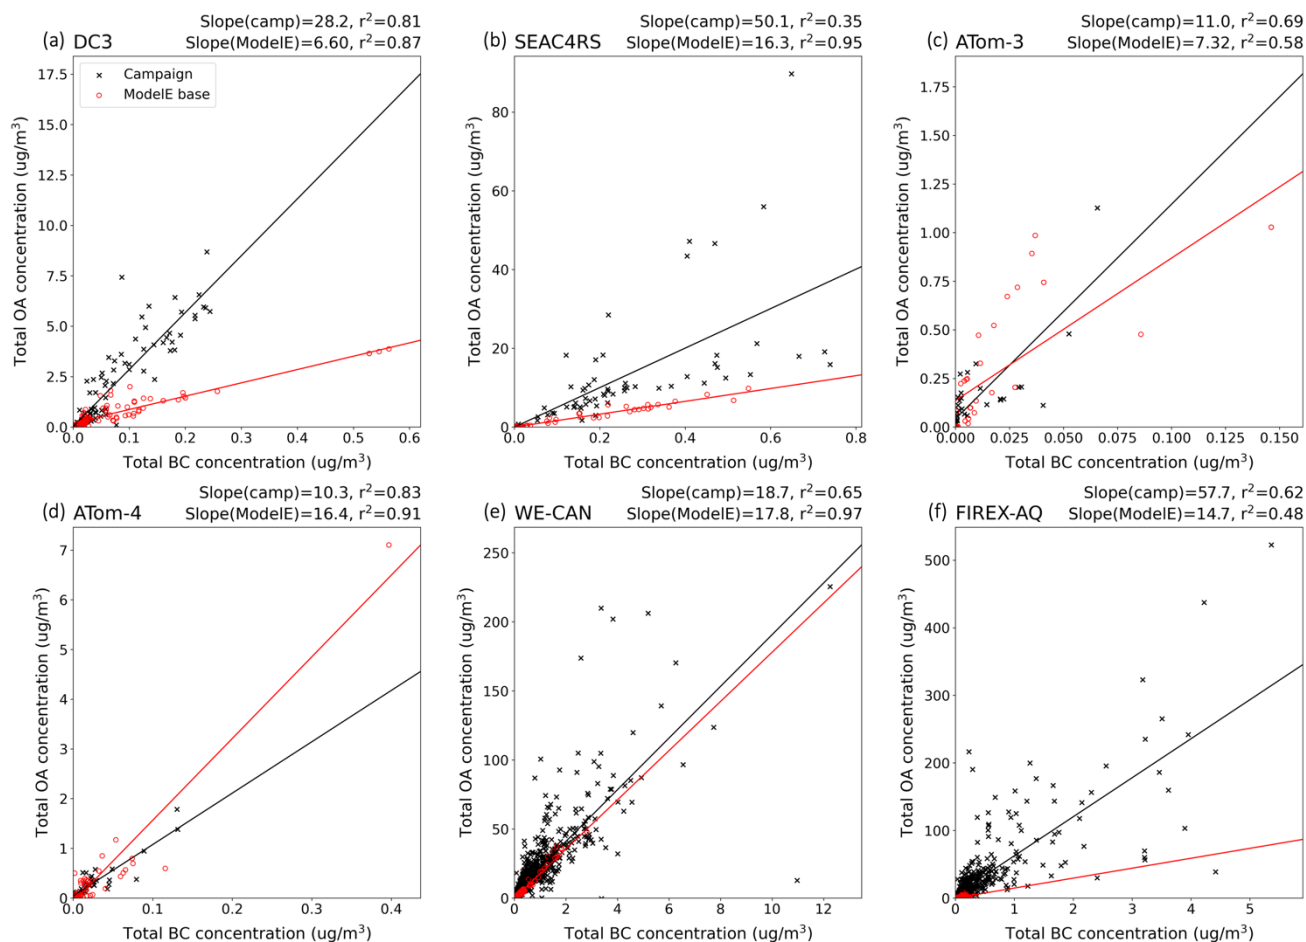 Slope(camp)=28.2, r²=0.81
(a) DC3 Slope(ModelE)=6.60, r²=0.87
17.5
15.0
12.5
10.0
7.5
5.0
2.5
0.0
Total OA concentration (ug/m³)
Campaign
ModelE base
0.0 0.1 0.2 0.3 0.4 0.5 0.6
Total BC concentration (ug/m³)
Slope(camp)=50.1, r²=0.35
(b) SEAC4RS Slope(ModelE)=16.3, r²=0.95
80
60
40
20
0
Total OA concentration (ug/m³)
0.0 0.2 0.4 0.6 0.8
Total BC concentration (ug/m³)
Slope(camp)=11.0, r²=0.69
(c) ATom-3 Slope(ModelE)=7.32, r²=0.58
1.75
1.50
1.25
1.00
0.75
0.50
0.25
0.00
Total OA concentration (ug/m³)
0.000 0.025 0.050 0.075 0.100 0.125 0.150
Total BC concentration (ug/m³)
Slope(camp)=10.3, r²=0.83
(d) ATom-4 Slope(ModelE)=16.4, r²=0.91
7
6
5
4
3
2
1
0
Total OA concentration (ug/m³)
0.0 0.1 0.2 0.3 0.4
Total BC concentration (ug/m³)
Slope(camp)=18.7, r²=0.65
(e) WE-CAN Slope(ModelE)=17.8, r²=0.97
250
200
150
100
50
0
Total OA concentration (ug/m³)
0 2 4 6 8 10 12
Total BC concentration (ug/m³)
Slope(camp)=57.7, r²=0.62
(f) FIREX-AQ Slope(ModelE)=14.7, r²=0.48
500
400
300
200
100
0
Total OA concentration (ug/m³)
0 1 2 3 4 5
Total BC concentration (ug/m³)